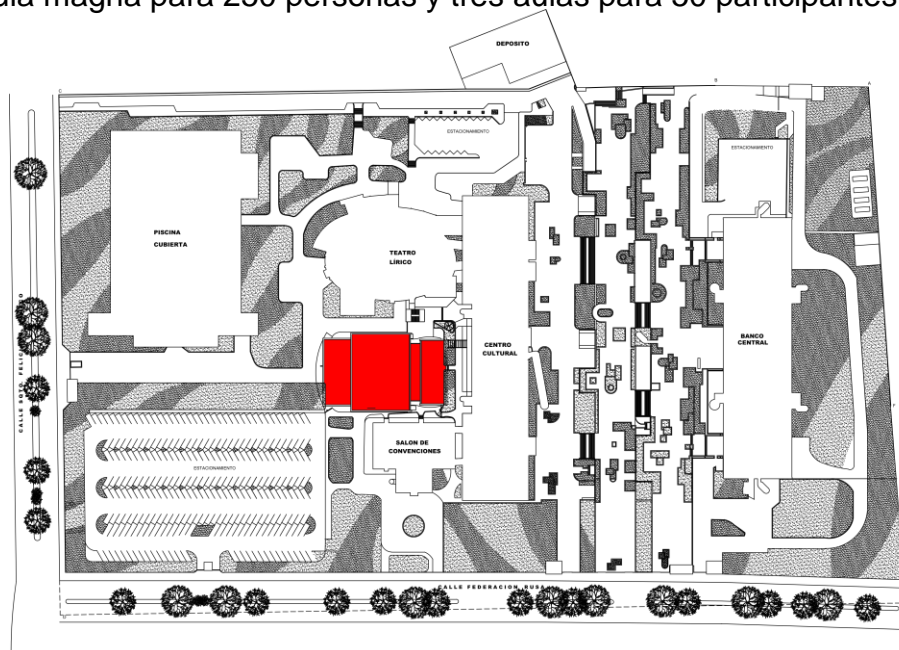 dia magna para 250 personas y tres aulas para 30 participantes
DEPOSITO
C
B
A
ESTACIONAMIENTO
ESTACIONAMIENTO
PISCINA
CUBIERTA
TEATRO
LÍRICO
CENTRO
CULTURAL
BANCO
CENTRAL
SALON DE
CONVENCIONES
ESTACIONAMIENTO
CALLE FEDERACION RUSA